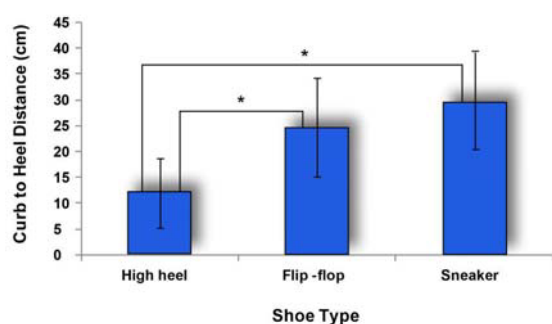 Curb to Heel Distance (cm)
45
40
35
30
25
20
15
10
5
0
*
*
High heel
Flip -flop
Sneaker
Shoe Type